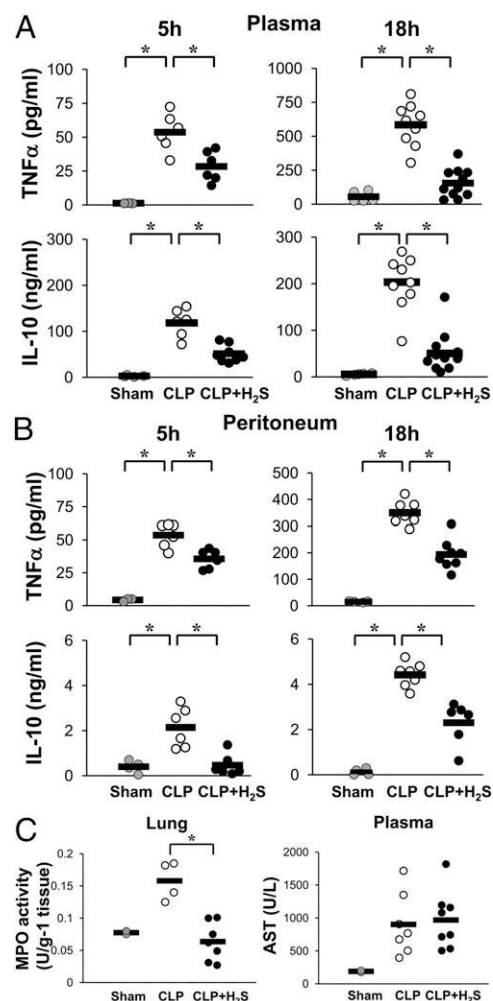 A
5h Plasma 18h
* *
* *
TNFα (pg/ml)
100
75
50
25
0
1000
750
500
250
0
* *
* *
IL-10 (ng/ml)
300
200
100
0
300
200
100
0
Sham CLP CLP+H₂S
Sham CLP CLP+H₂S
B
Peritoneum
5h 18h
* *
* *
TNFα (pg/ml)
100
75
50
25
0
500
400
300
200
100
0
* *
* *
IL-10 (ng/ml)
6
4
2
0
6
4
2
0
Sham CLP CLP+H₂S
Sham CLP CLP+H₂S
C
Lung Plasma
*
MPO activity
(U/g-1 tissue)
0.2
0.15
0.1
0.05
0
AST (U/L)
2000
1500
1000
500
0
Sham CLP CLP+H₂S
Sham CLP CLP+H₂S